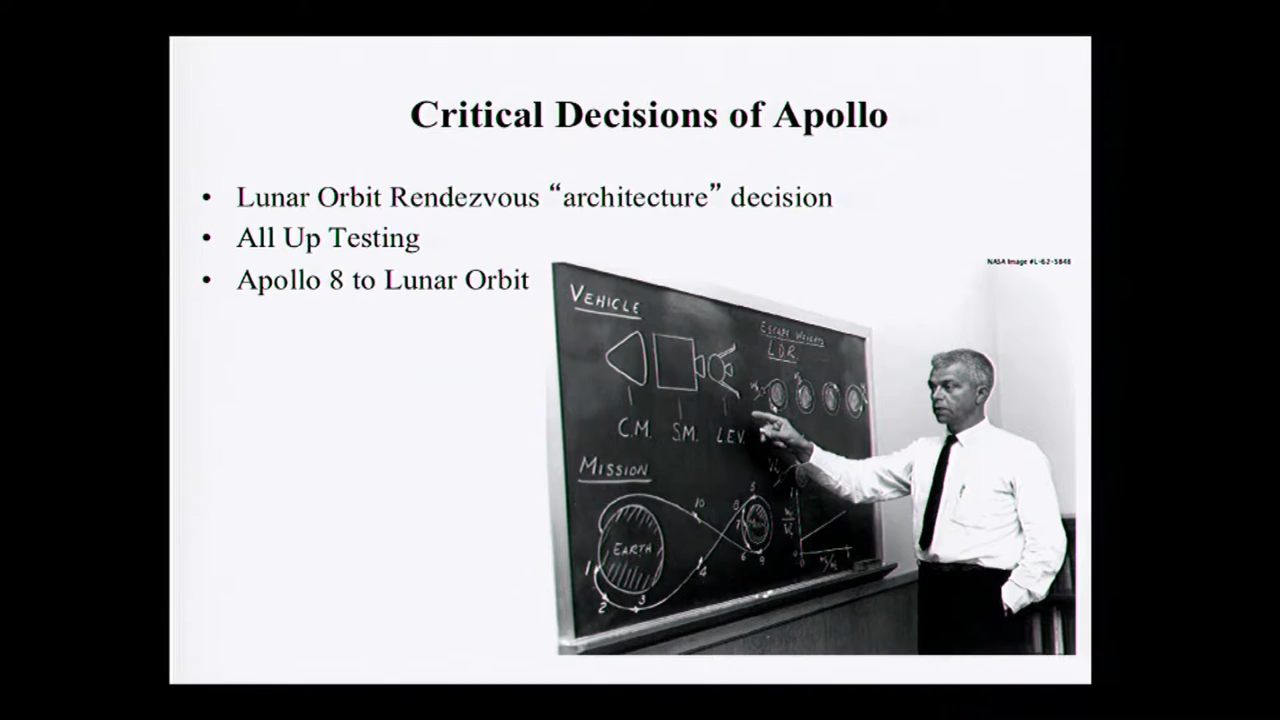 Critical Decisions of Apollo
• Lunar Orbit Rendezvous “architecture” decision
• All Up Testing
• Apollo 8 to Lunar Orbit
NASA Image #L-62-5848
VEHICLE
ESCAPE WEIGHTS
L.O.R.
C.M. S.M. L.E.V.
MISSION
EARTH
MOON
1 2 3 4 5 6 7 8 9 10